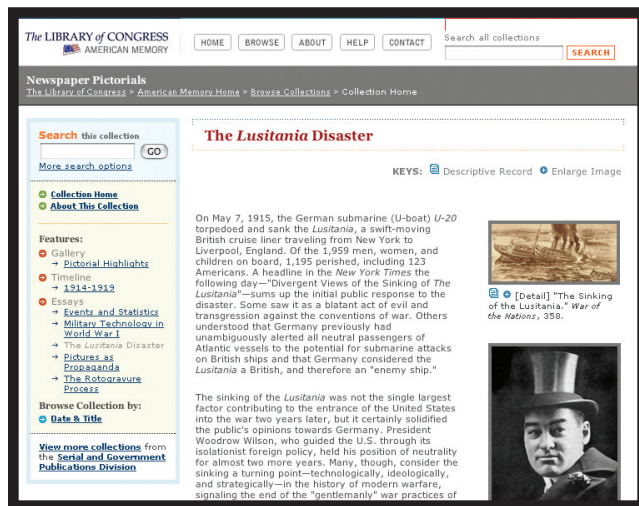 The LIBRARY of CONGRESS
AMERICAN MEMORY
HOME
BROWSE
ABOUT
HELP
CONTACT
Search all collections
SEARCH
Newspaper Pictorials
The Library of Congress > American Memory Home > Browse Collections > Collection Home
Search this collection
GO
More search options
Collection Home
About This Collection
Features:
Gallery
→ Pictorial Highlights
Timeline
→ 1914-1919
Essays
→ Events and Statistics
→ Military Technology in
World War I
→ The Lusitania Disaster
→ Pictures as
Propaganda
→ The Rotogravure
Process
Browse Collection by:
Date & Title
View more collections from
the Serial and Government
Publications Division
The Lusitania Disaster
KEYS: Descriptive Record Enlarge Image
On May 7, 1915, the German submarine (U-boat) U-20
torpedoed and sank the Lusitania, a swift-moving
British cruise liner traveling from New York to
Liverpool, England. Of the 1,959 men, women, and
children on board, 1,195 perished, including 123
Americans. A headline in the New York Times the
following day—"Divergent Views of the Sinking of The
Lusitania"—sums up the initial public response to the
disaster. Some saw it as a blatant act of evil and
transgression against the conventions of war. Others
understood that Germany previously had
unambiguously alerted all neutral passengers of
Atlantic vessels to the potential for submarine attacks
on British ships and that Germany considered the
Lusitania a British, and therefore an "enemy ship."
The sinking of the Lusitania was not the single largest
factor contributing to the entrance of the United States
into the war two years later, but it certainly solidified
the public's opinions towards Germany. President
Woodrow Wilson, who guided the U.S. through its
isolationist foreign policy, held his position of neutrality
for almost two more years. Many, though, consider the
sinking a turning point—technologically, ideologically,
and strategically—in the history of modern warfare,
signaling the end of the "gentlemanly" war practices of
[Detail] "The Sinking
of the Lusitania." War of
the Nations, 358.